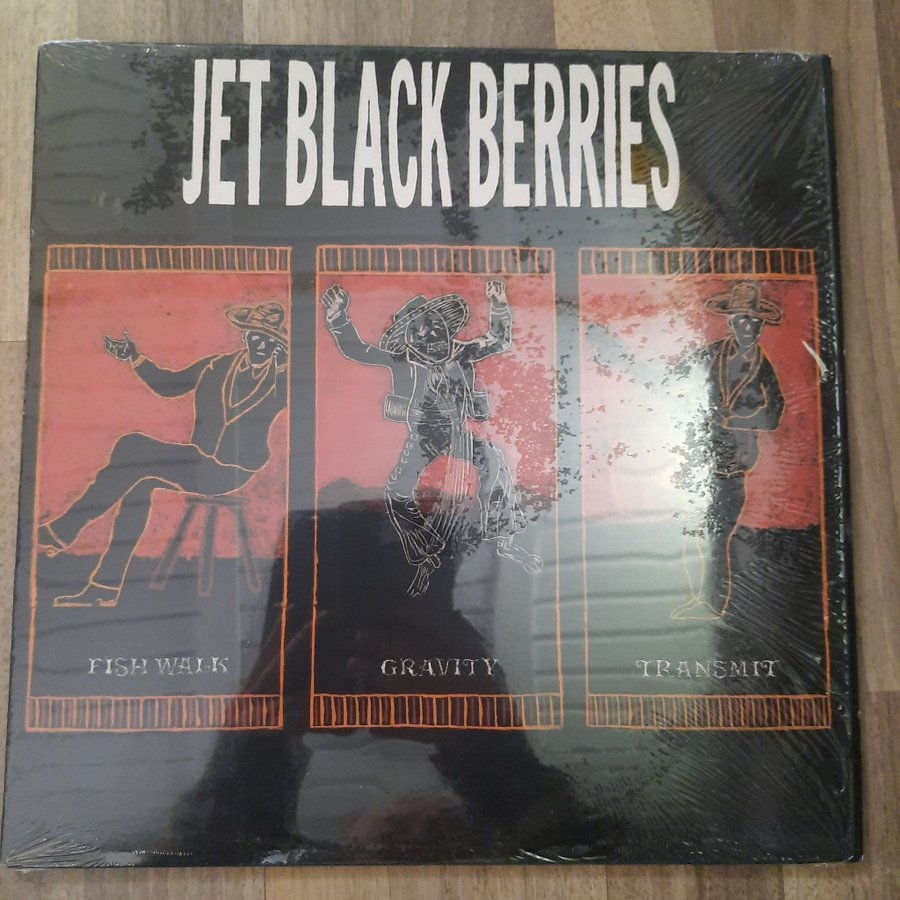 JET BLACK BERRIES
FISH WALK
GRAVITY
TRANSMIT